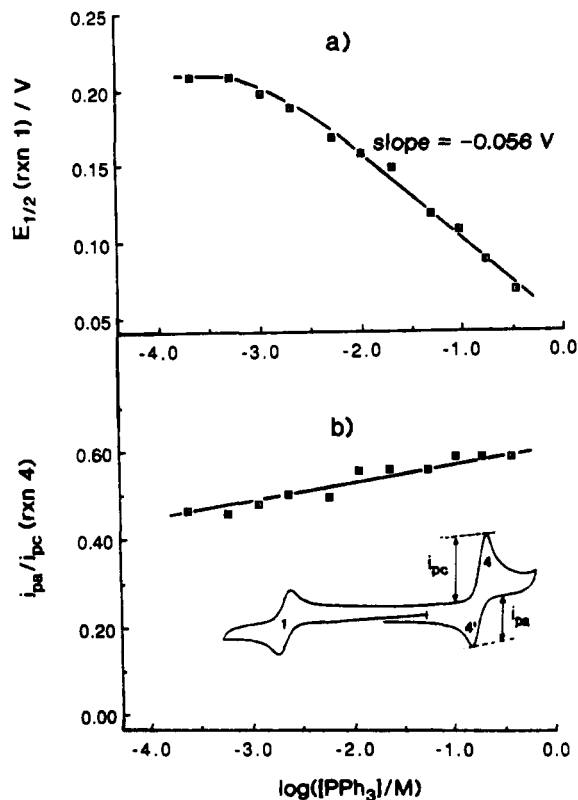 a)
E1/2 (rxn 1) / V
0.25
0.20
0.15
0.10
0.05
slope = -0.056 V
-4.0 -3.0 -2.0 -1.0 0.0
b)
ipa/ipc (rxn 4)
0.60
0.40
0.20
0.00
ipc
4
1
4'
ipa
-4.0 -3.0 -2.0 -1.0 0.0
log([PPh3]/M)